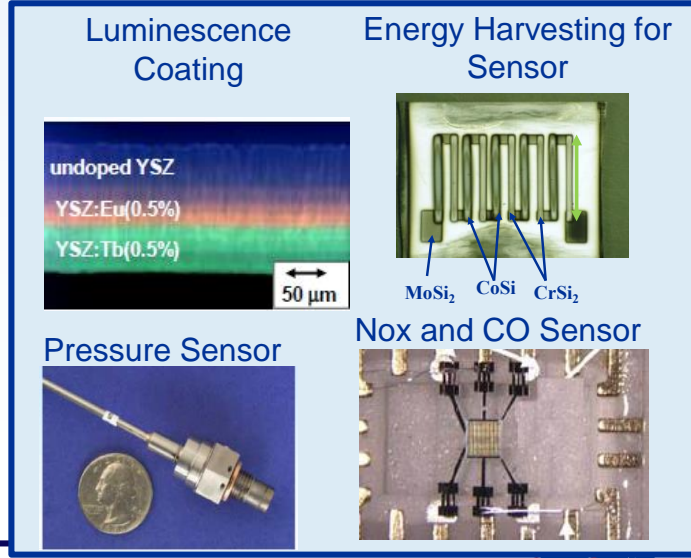 Luminescence
Coating
undoped YSZ
YSZ:Eu(0.5%)
YSZ:Tb(0.5%)
50 µm
Energy Harvesting for
Sensor
MoSi₂ CoSi CrSi₂
Pressure Sensor
Nox and CO Sensor